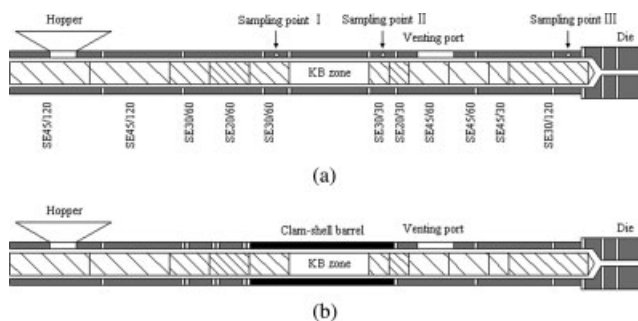 Sampling point I
Sampling point II
Sampling point III
Hopper
Venting port
Die
KB zone
SE45/120
SE45/120
SE30/60
SE20/60
SE30/60
SE30/30
SE20/30
SE45/60
SE45/60
SE45/30
SE30/120
(a)
Hopper
Clam-shell barrel
Venting port
Die
KB zone
(b)